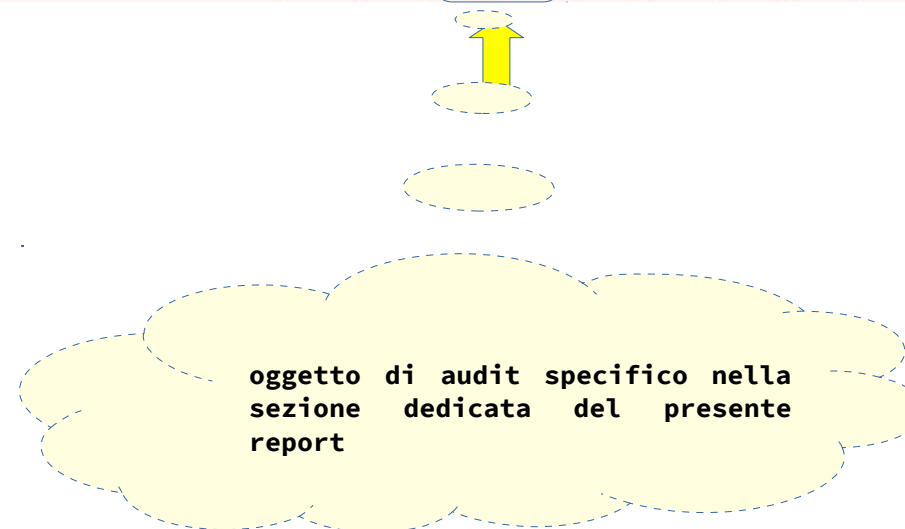 oggetto di audit specifico nella
sezione dedicata del presente
report